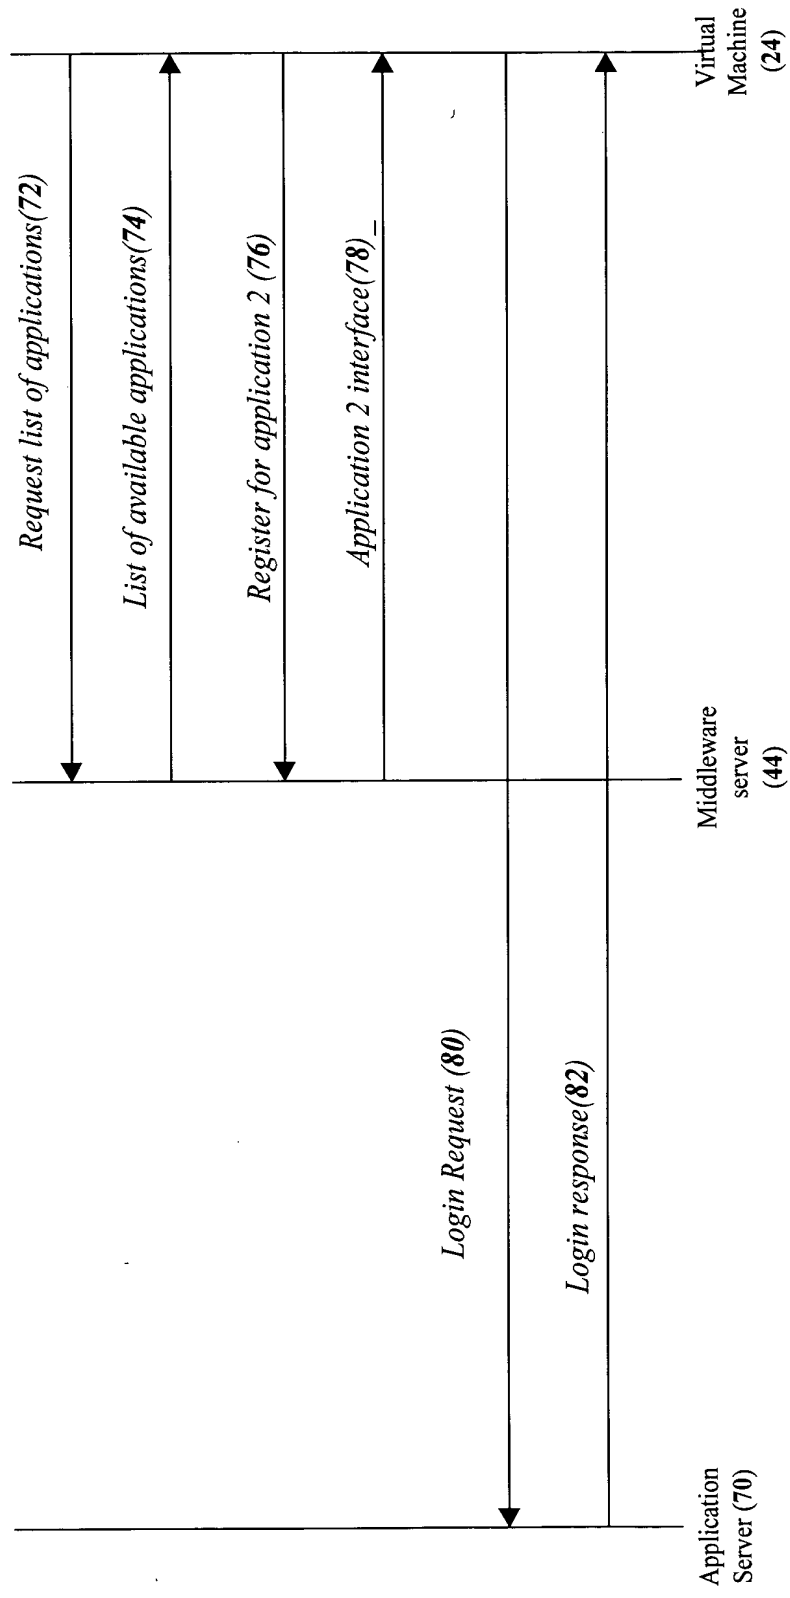 Request list of applications(72)
List of available applications(74)
Register for application 2 (76)
Application 2 interface(78)_
Login Request (80)
Login response(82)
Application
Server (70)
Middleware
server
(44)
Virtual
Machine
(24)